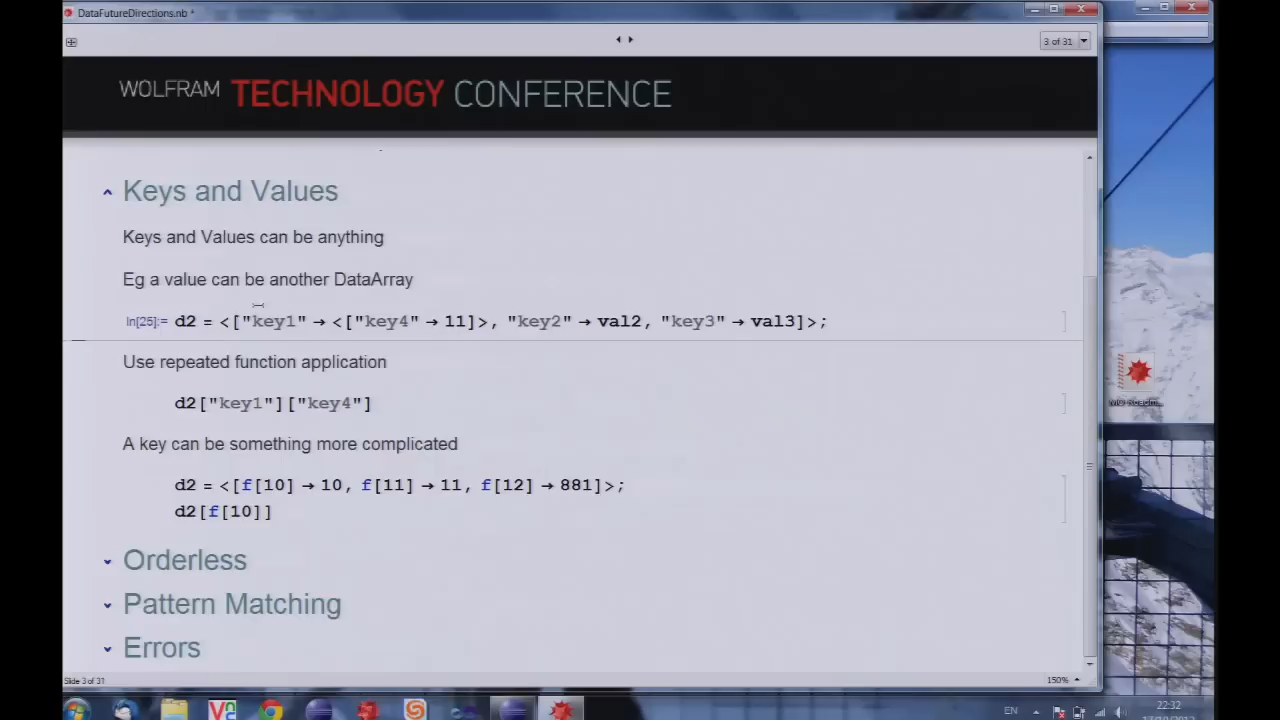 DataFutureDirections.nb *
3 of 31
WOLFRAM TECHNOLOGY CONFERENCE
Keys and Values
Keys and Values can be anything
Eg a value can be another DataArray
In[25]:= d2 = <["key1" → <["key4" → 11]>, "key2" → val2, "key3" → val3]>;
Use repeated function application
d2["key1"]["key4"]
A key can be something more complicated
d2 = <[f[10] → 10, f[11] → 11, f[12] → 881]>;
d2[f[10]]
Orderless
Pattern Matching
Errors
Slide 3 of 31
150%
EN
22:32